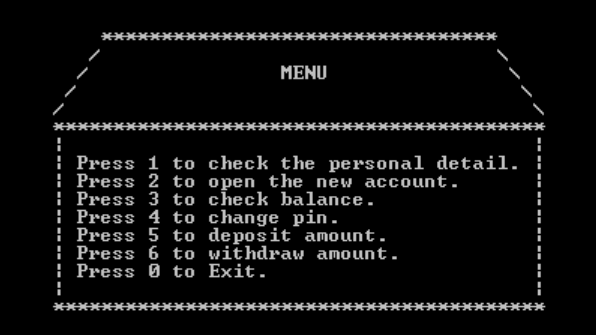 MENU
Press 1 to check the personal detail.
Press 2 to open the new account.
Press 3 to check balance.
Press 4 to change pin.
Press 5 to deposit amount.
Press 6 to withdraw amount.
Press 0 to Exit.